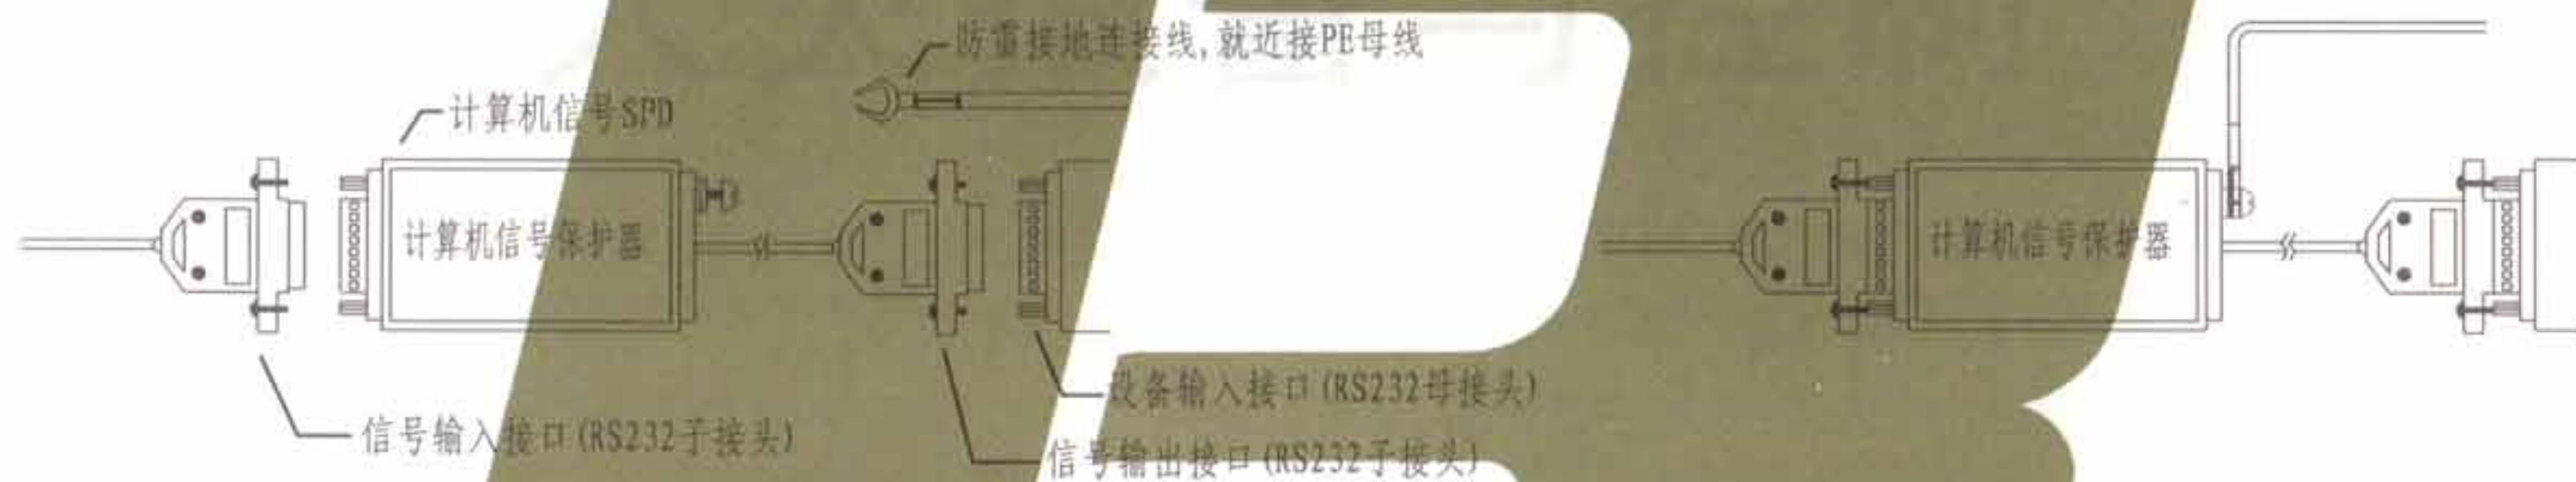 防雷接地连接线,就近接PE母线
计算机信号SPD
计算机信号保护器
计算机信号保护器
设备输入接口(RS232母接头)
信号输入接口(RS232子接头)
信号输出接口(RS232子接头)